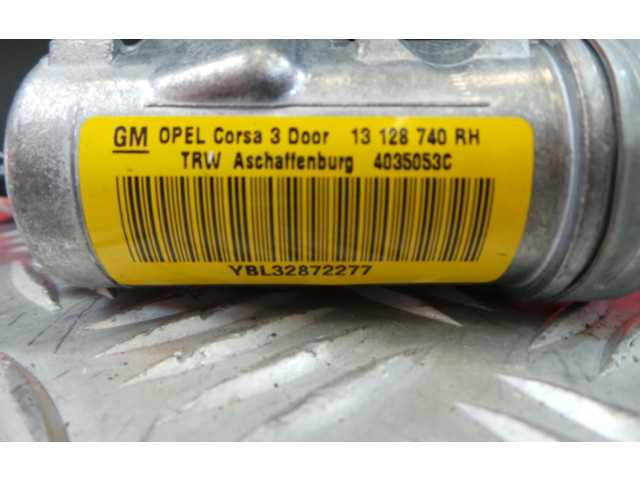 GM OPEL Corsa 3 Door 13 128 740 RH
TRW Aschaffenburg 4035053C
YBL32872277